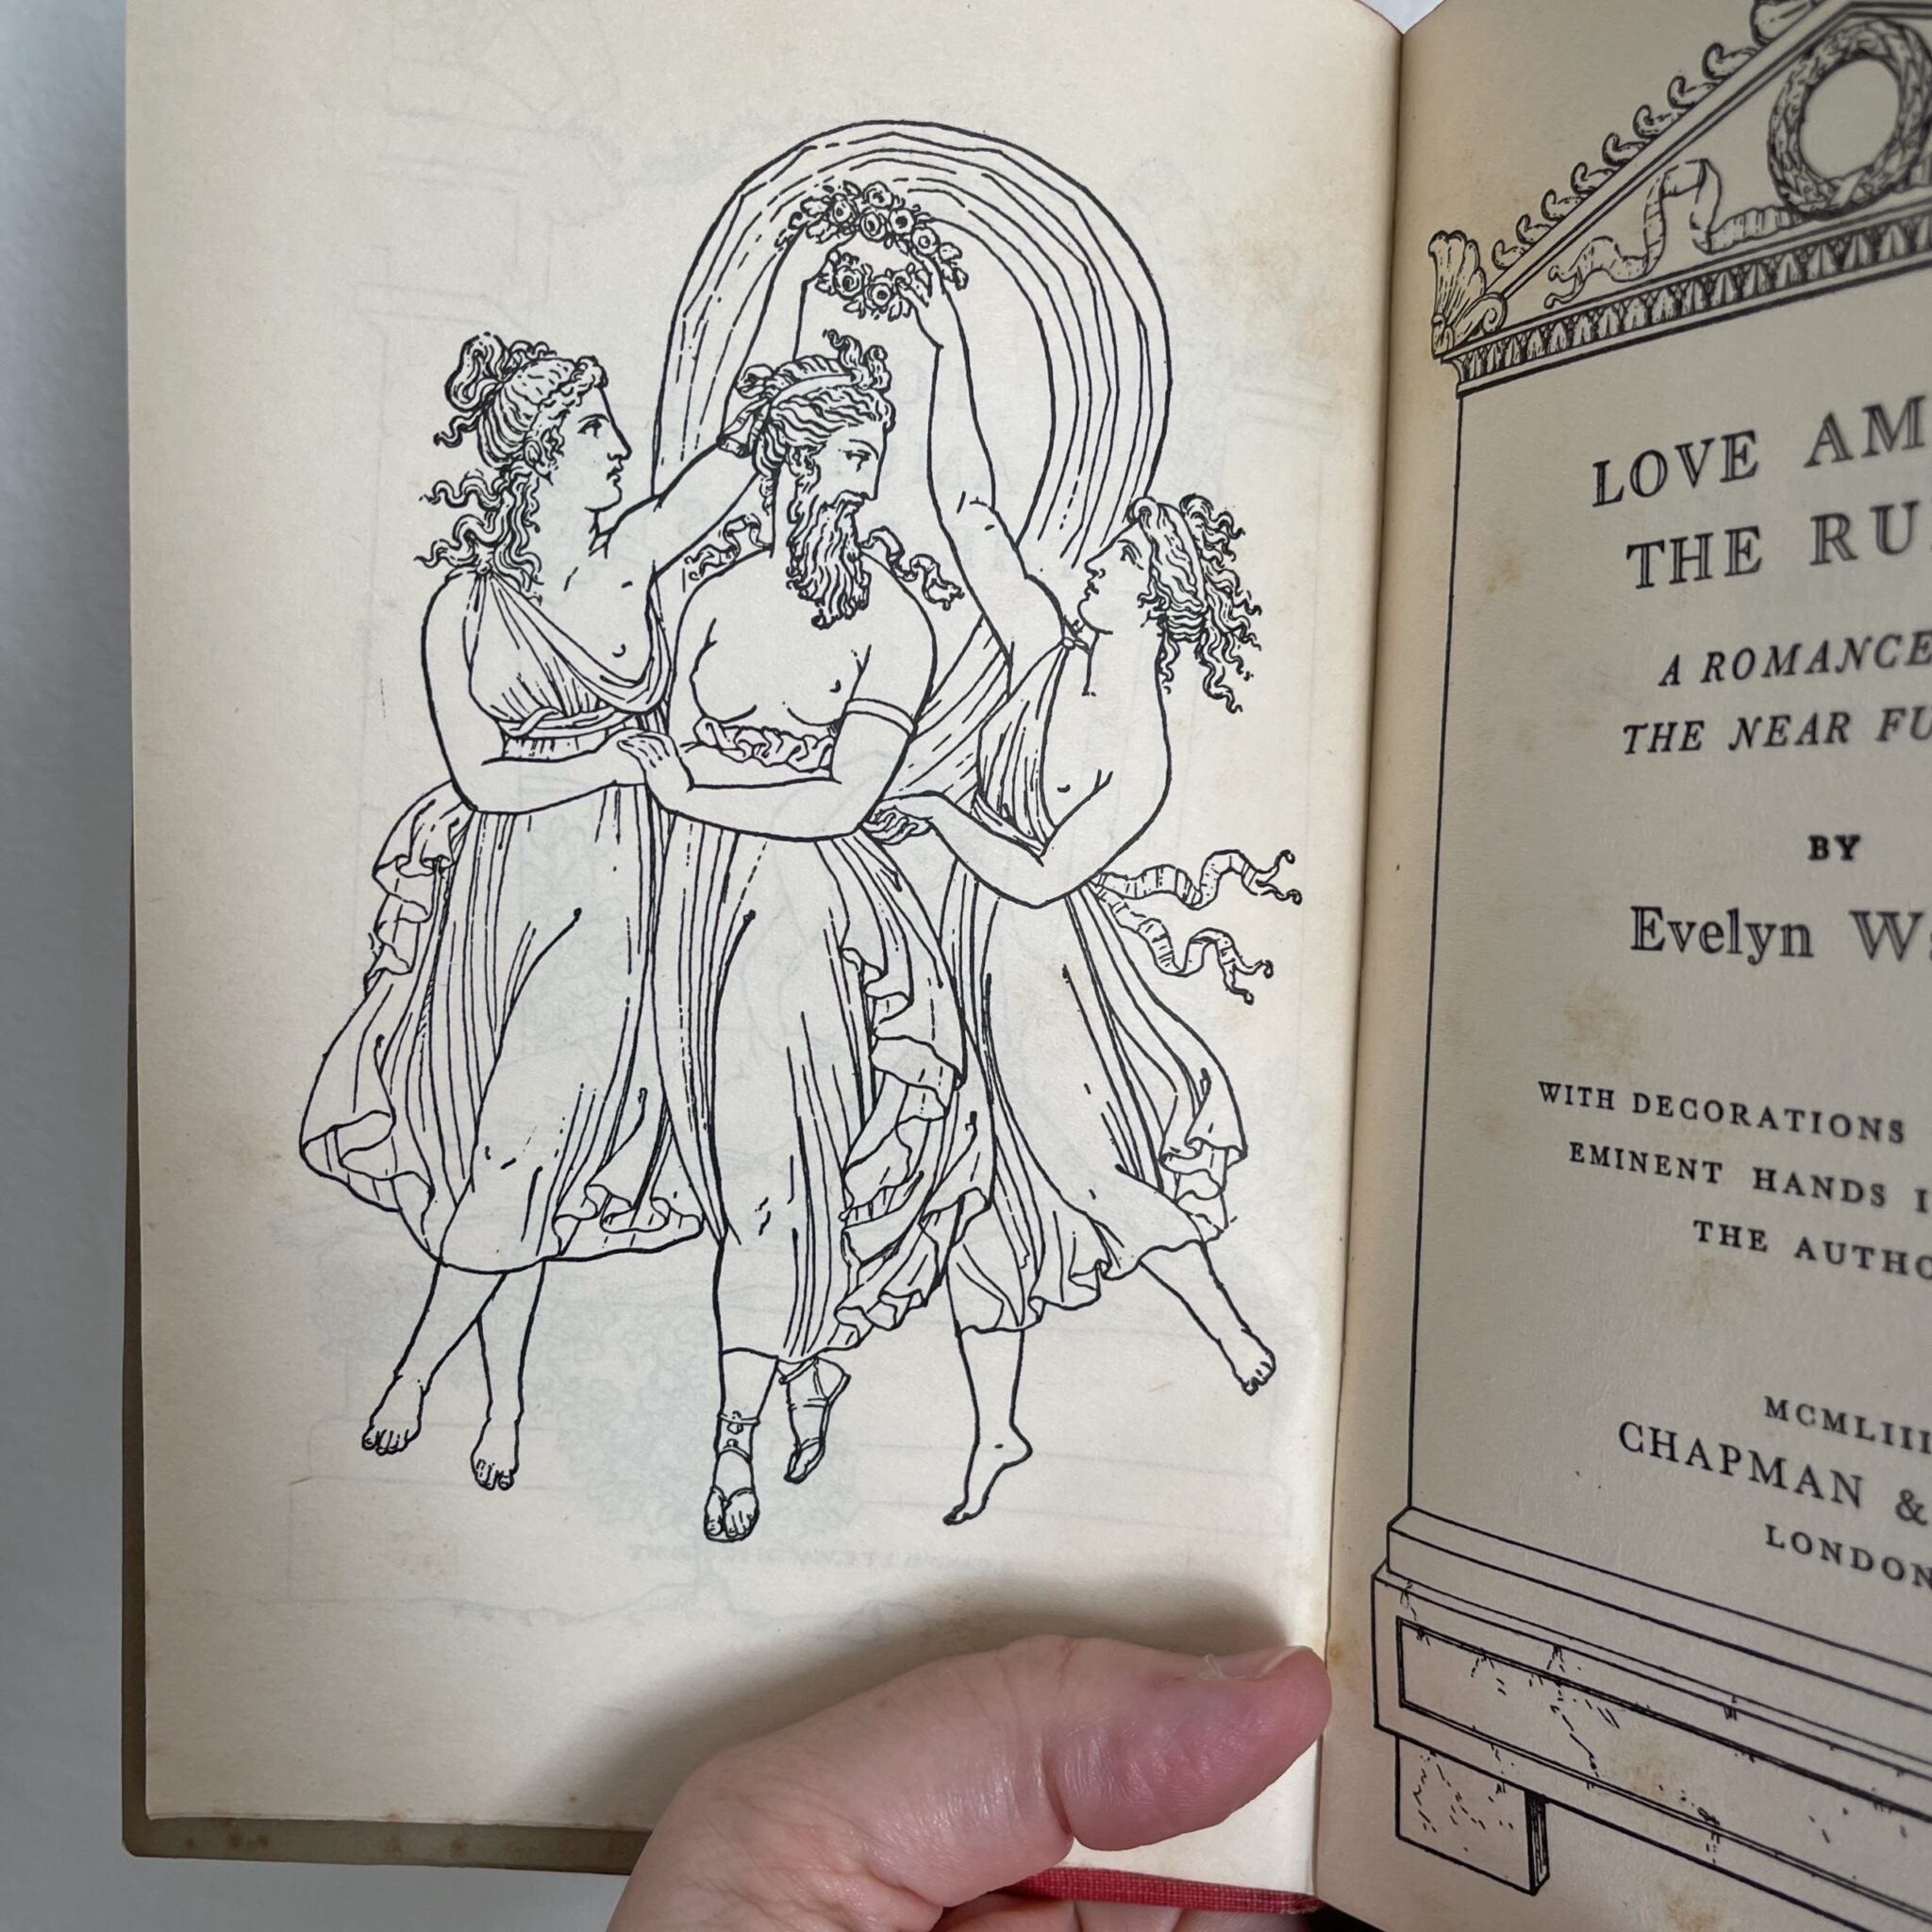 LOVE AM
THE RU
A ROMANCE
THE NEAR FU
BY
Evelyn W
WITH DECORATIONS
EMINENT HANDS I
THE AUTHO
MCMLIII
CHAPMAN &
LONDON